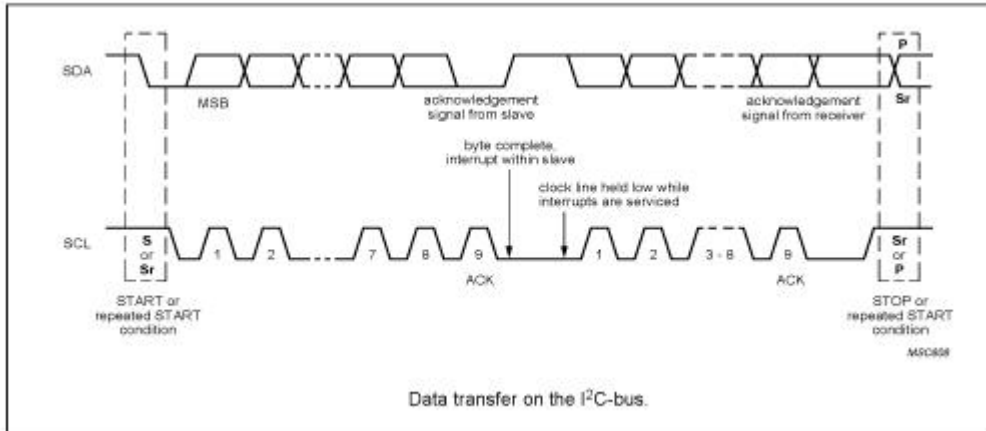 P
SDA
MSB
acknowledgement
signal from slave
acknowledgement
signal from receiver
Sr
byte complete,
interrupt within slave
clock line held low while
interrupts are serviced
SCL
S
or
Sr
1
2
7
8
9
1
2
3 - 8
9
Sr
or
P
ACK
ACK
START or
repeated START
condition
STOP or
repeated START
condition
MSC608
Data transfer on the I²C-bus.